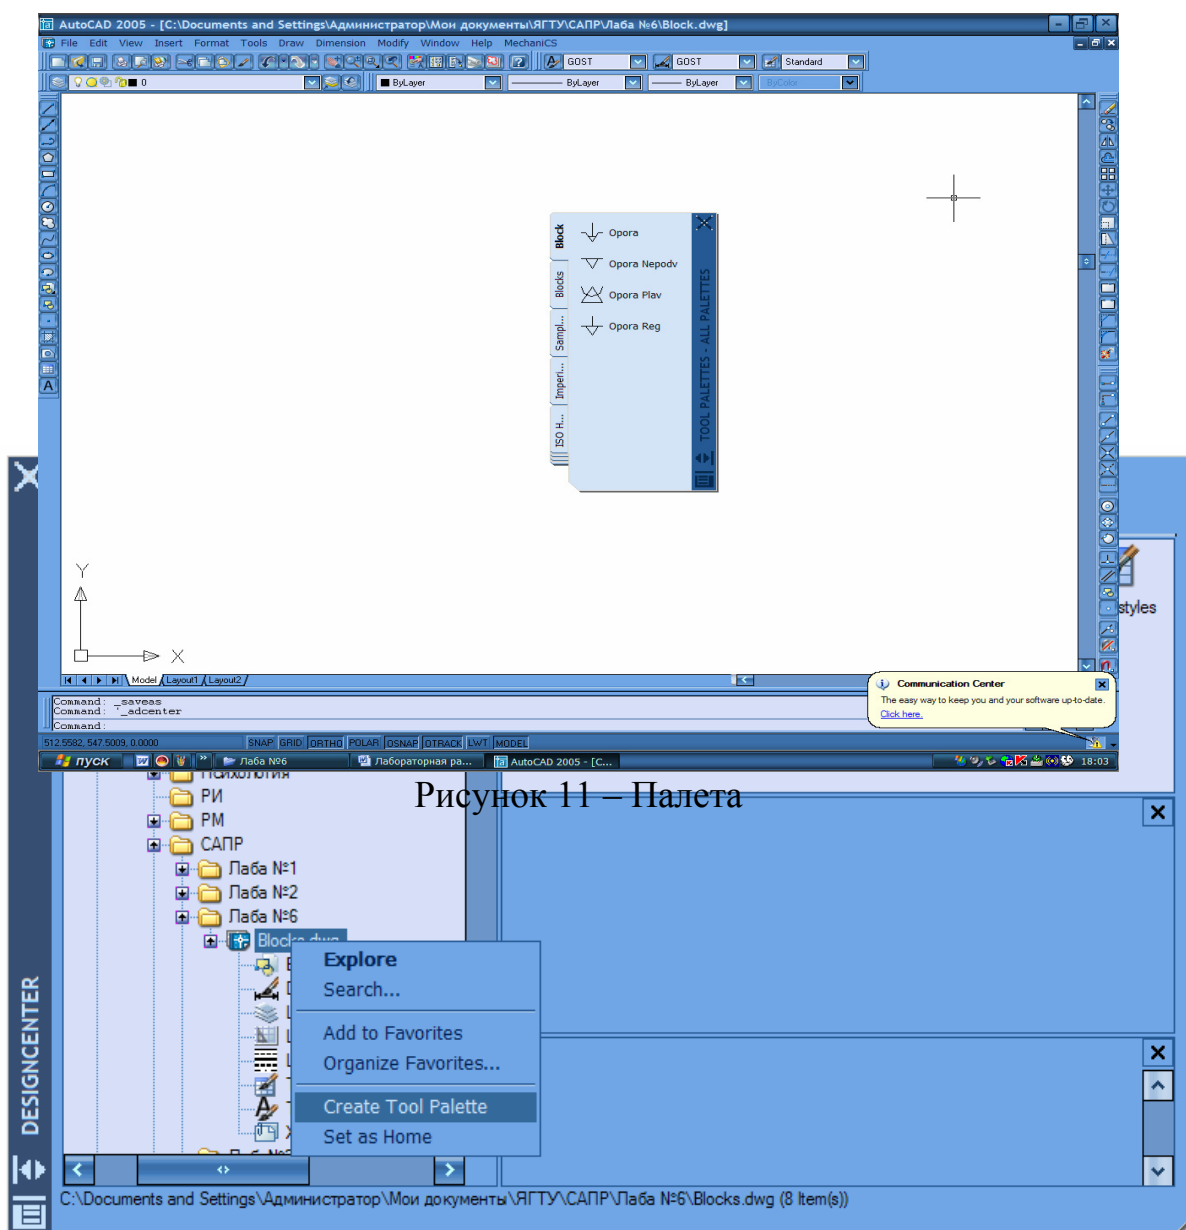 AutoCAD 2005 - [C:\Documents and Settings\Администратор\Мои документы\ЯГТУ\САПР\Лаба №6\Block.dwg]
File Edit View Insert Format Tools Draw Dimension Modify Window Help MechaniCS
GOST GOST Standard
0 ByLayer ByLayer ByLayer ByColor
Block
Blocks
Sampl...
Imperi...
ISO H...
Opora
Opora Nepodv
Opora Plav
Opora Reg
TOOL PALETTES - ALL PALETTES
Y
X
Model Layout1 Layout2
Communication Center
The easy way to keep you and your software up-to-date.
Click here.
Command: _saveas
Command: '_adcenter
Command:
512.5582, 547.5009, 0.0000 SNAP GRID ORTHO POLAR OSNAP OTRACK LWT MODEL
пуск Лаба №6 Лабораторная ра... AutoCAD 2005 - [C... 18:03
styles
Психология
Рисунок 11 – Палета
РИ
РМ
САПР
Лаба №1
Лаба №2
Лаба №6
Blocks.dwg
Explore
Search...
Add to Favorites
Organize Favorites...
Create Tool Palette
Set as Home
DESIGNCENTER
C:\Documents and Settings\Администратор\Мои документы\ЯГТУ\САПР\Лаба №6\Blocks.dwg (8 Item(s))